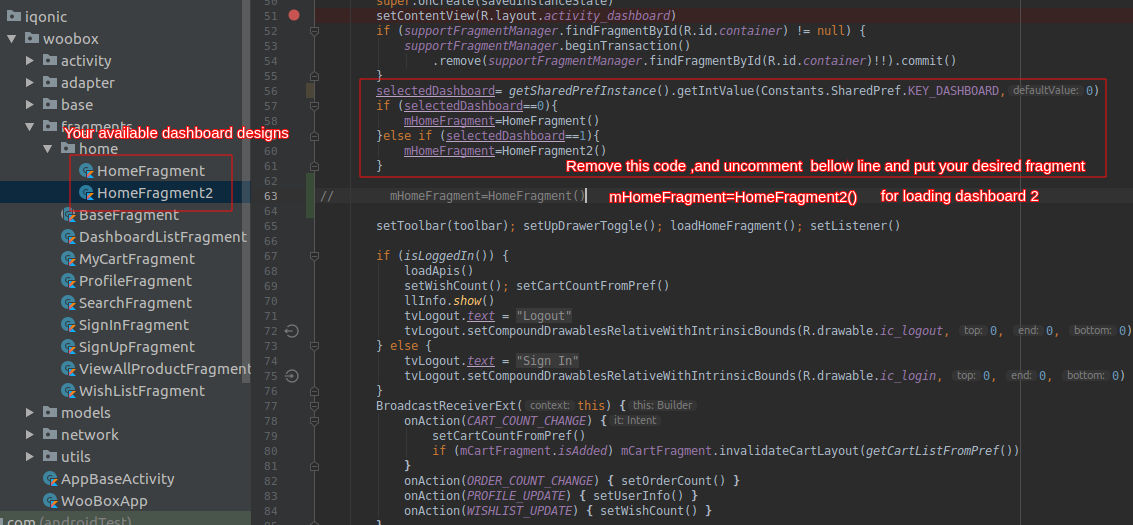 iqonic
woobox
activity
adapter
base
fragments
Your available dashboard designs
home
HomeFragment
HomeFragment2
BaseFragment
DashboardListFragment
MyCartFragment
ProfileFragment
SearchFragment
SignInFragment
SignUpFragment
ViewAllProductFragment
WishListFragment
models
network
utils
AppBaseActivity
WooBoxApp
com (androidTest)
50 super.onCreate(savedInstanceState)
51 setContentView(R.layout.activity_dashboard)
52 if (supportFragmentManager.findFragmentById(R.id.container) != null) {
53 supportFragmentManager.beginTransaction()
54 .remove(supportFragmentManager.findFragmentById(R.id.container)!!).commit()
55 }
56 selectedDashboard= getSharedPrefInstance().getIntValue(Constants.SharedPref.KEY_DASHBOARD, defaultValue: 0)
57 if (selectedDashboard==0){
58 mHomeFragment=HomeFragment()
59 }else if (selectedDashboard==1){
60 mHomeFragment=HomeFragment2()
61 }
Remove this code ,and uncomment bellow line and put your desired fragment
62
63 // mHomeFragment=HomeFragment() mHomeFragment=HomeFragment2() for loading dashboard 2
64
65 setToolbar(toolbar); setUpDrawerToggle(); loadHomeFragment(); setListener()
66
67 if (isLoggedIn()) {
68 loadApis()
69 setWishCount(); setCartCountFromPref()
70 llInfo.show()
71 tvLogout.text = "Logout"
72 tvLogout.setCompoundDrawablesRelativeWithIntrinsicBounds(R.drawable.ic_logout, top: 0, end: 0, bottom: 0)
73 } else {
74 tvLogout.text = "Sign In"
75 tvLogout.setCompoundDrawablesRelativeWithIntrinsicBounds(R.drawable.ic_login, top: 0, end: 0, bottom: 0)
76 }
77 BroadcastReceiverExt( context: this) { this: Builder
78 onAction(CART_COUNT_CHANGE) { it: Intent
79 setCartCountFromPref()
80 if (mCartFragment.isAdded) mCartFragment.invalidateCartLayout(getCartListFromPref())
81 }
82 onAction(ORDER_COUNT_CHANGE) { setOrderCount() }
83 onAction(PROFILE_UPDATE) { setUserInfo() }
84 onAction(WISHLIST_UPDATE) { setWishCount() }
85 }